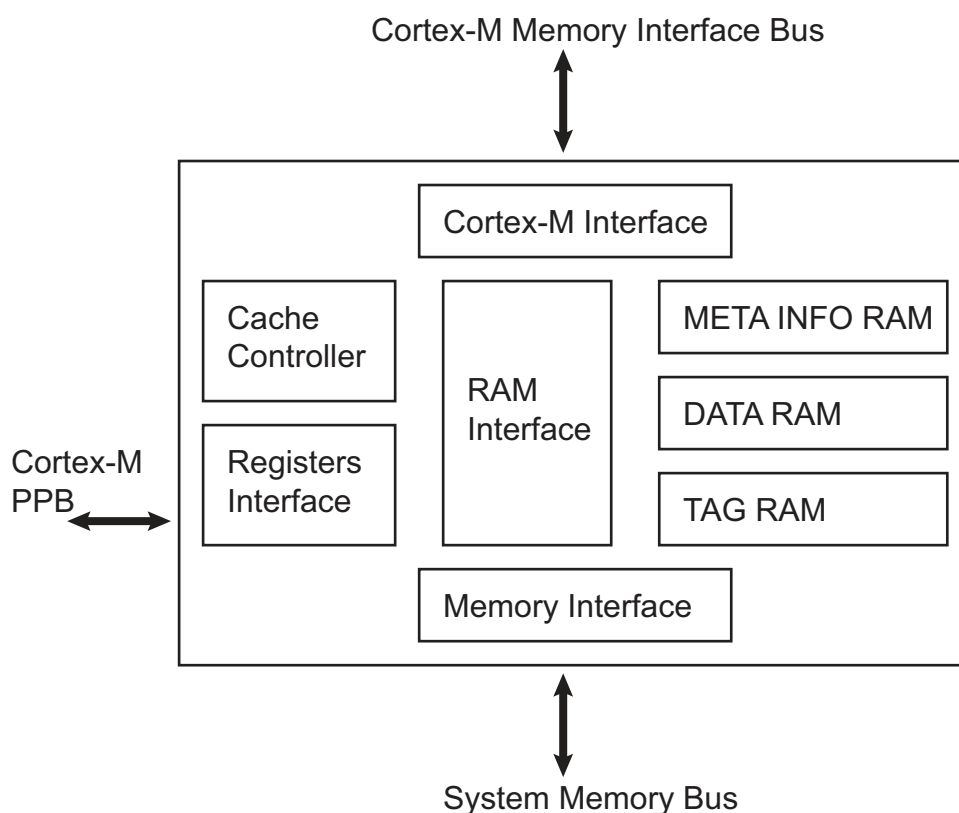 Cortex-M Memory Interface Bus
Cortex-M Interface
Cache
Controller
RAM
Interface
META INFO RAM
DATA RAM
TAG RAM
Cortex-M
PPB
Registers
Interface
Memory Interface
System Memory Bus